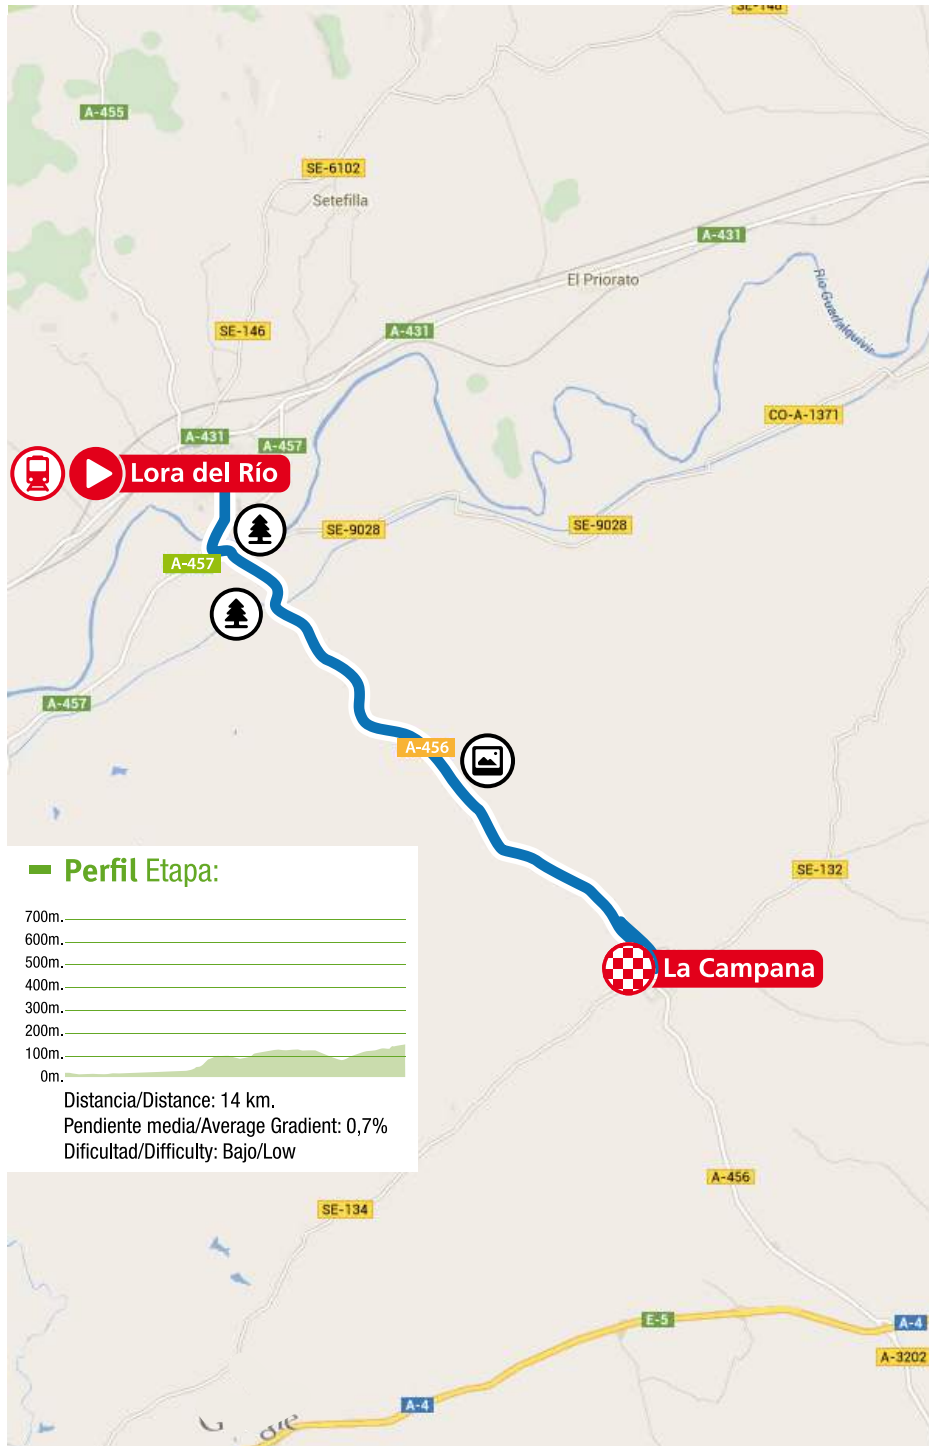 SE-146
A-455
SE-6102
Setefilla
A-431
El Priorato
Río Guadalquivir
SE-146
A-431
CO-A-1371
A-431
A-457
Lora del Río
SE-9028
SE-9028
A-457
A-457
A-456
Perfil Etapa:
SE-132
700m.
600m.
500m.
400m.
300m.
200m.
100m.
0m.
La Campana
Distancia/Distance: 14 km.
Pendiente media/Average Gradient: 0,7%
Dificultad/Difficulty: Bajo/Low
A-456
SE-134
E-5
A-4
A-3202
A-4